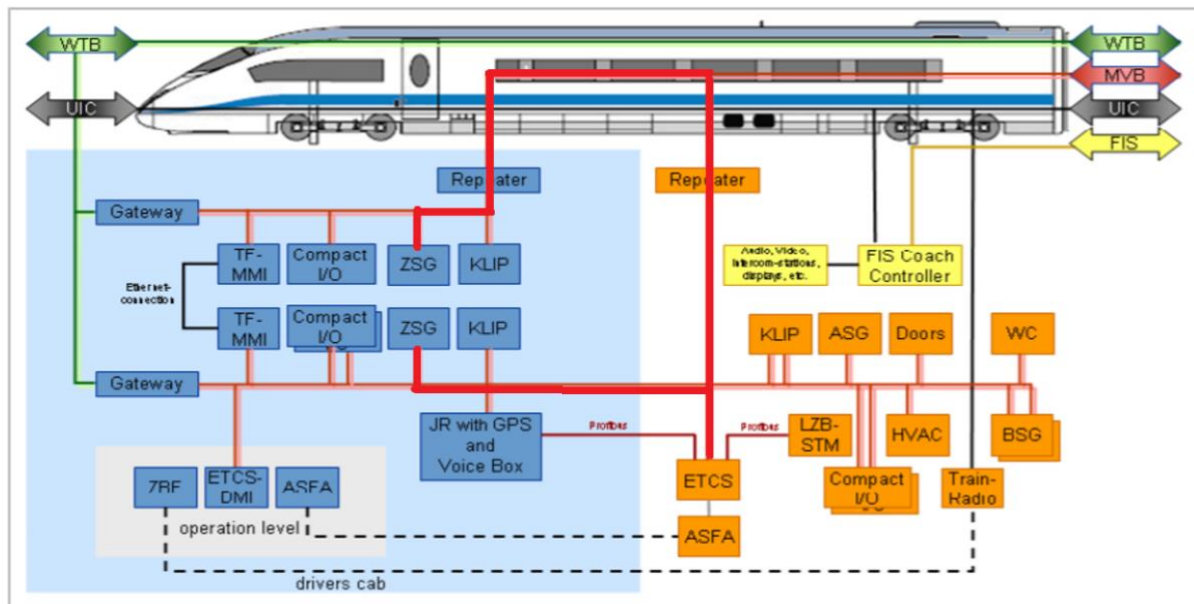 WTB
WTB
MVB
UIC
UIC
FIS
Repeater
Repeater
Gateway
TF-
MMI
Compact
I/O
ZSG
KLIP
Audio, Video,
Intercom-stations,
displays, etc.
FIS Coach
Controller
Ethernet-
connection
TF-
MMI
Compact
I/O
ZSG
KLIP
KLIP
ASG
Doors
WC
Gateway
JR with GPS
and
Voice Box
Profibus
Profibus
LZB-
STM
HVAC
BSG
ETCS-
DMI
ASFA
ETCS
Compact
I/O
Train-
Radio
operation level
ASFA
drivers cab